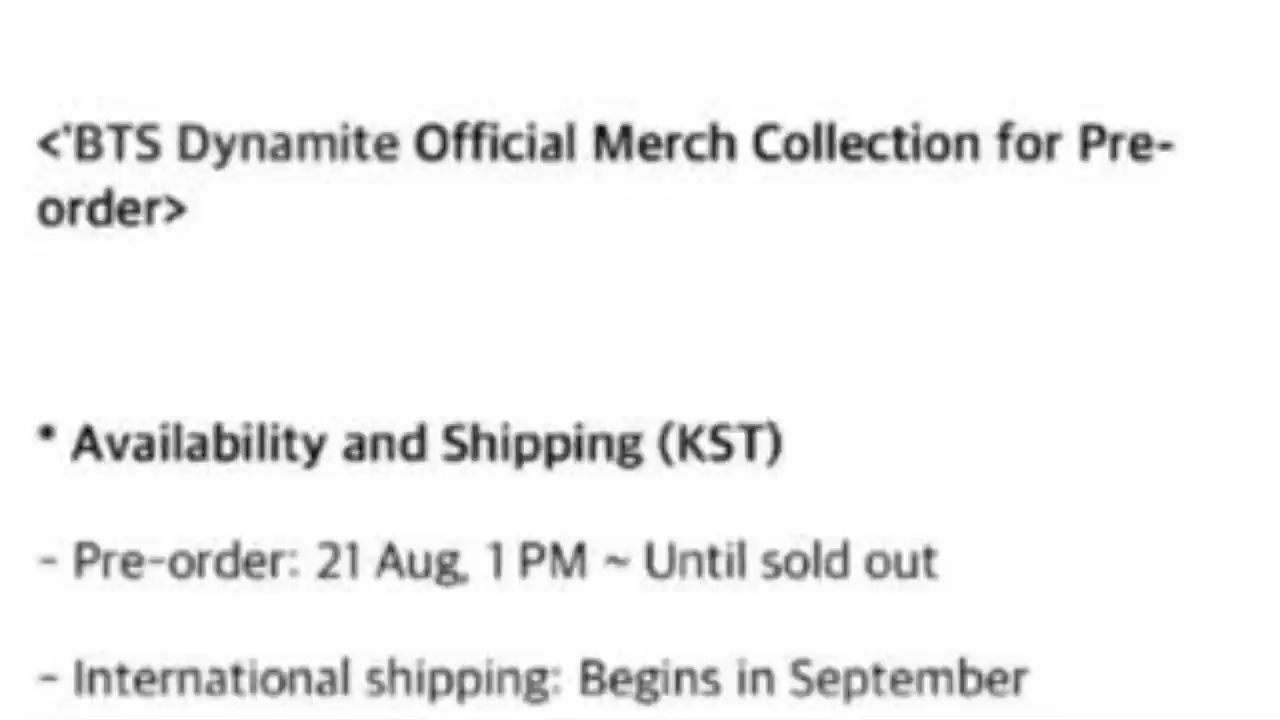 <'BTS Dynamite Official Merch Collection for Pre-
order>
* Availability and Shipping (KST)
- Pre-order: 21 Aug, 1 PM ~ Until sold out
- International shipping: Begins in September